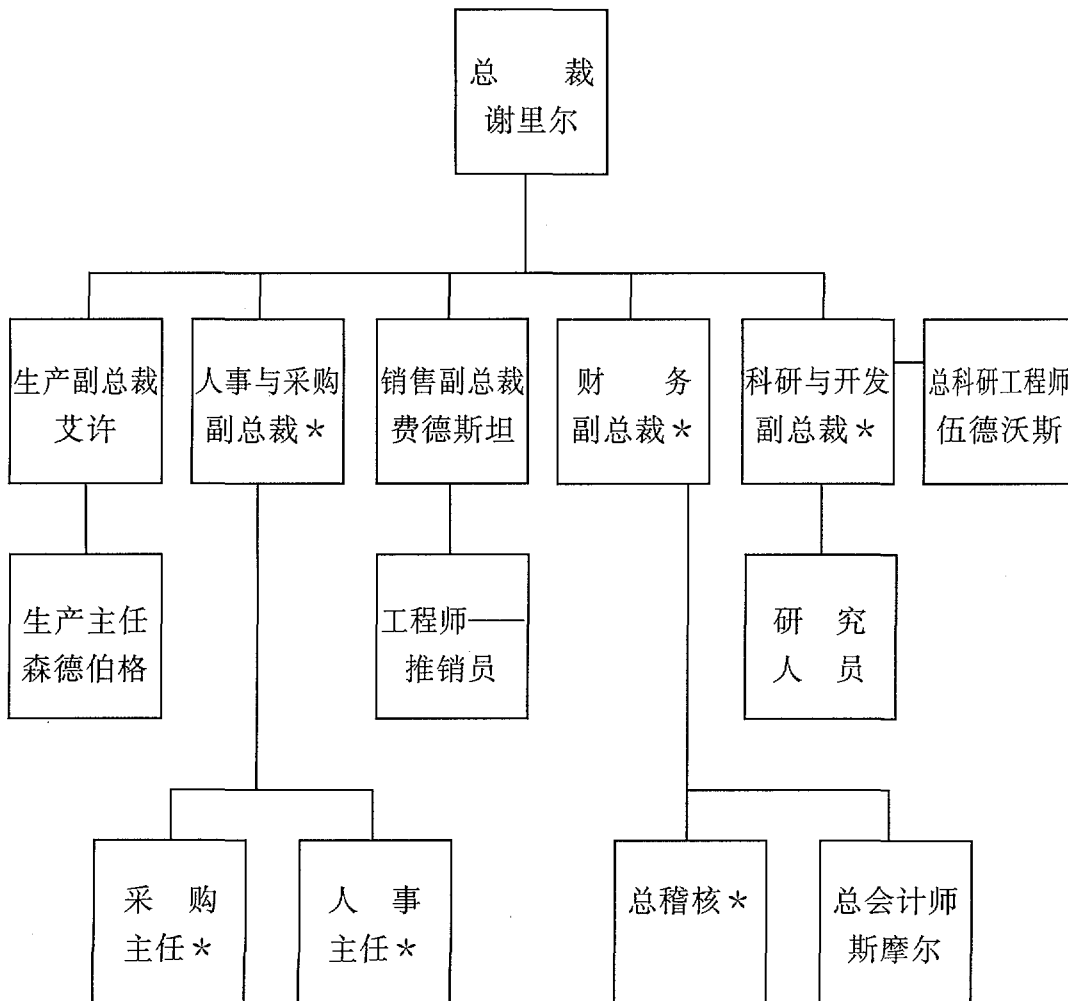 总 裁
谢里尔
生产副总裁
艾许
人事与采购
副总裁*
销售副总裁
费德斯坦
财 务
副总裁*
科研与开发
副总裁*
总科研工程师
伍德沃斯
生产主任
森德伯格
工程师——
推销员
研 究
人 员
采 购
主任*
人 事
主任*
总稽核*
总会计师
斯摩尔